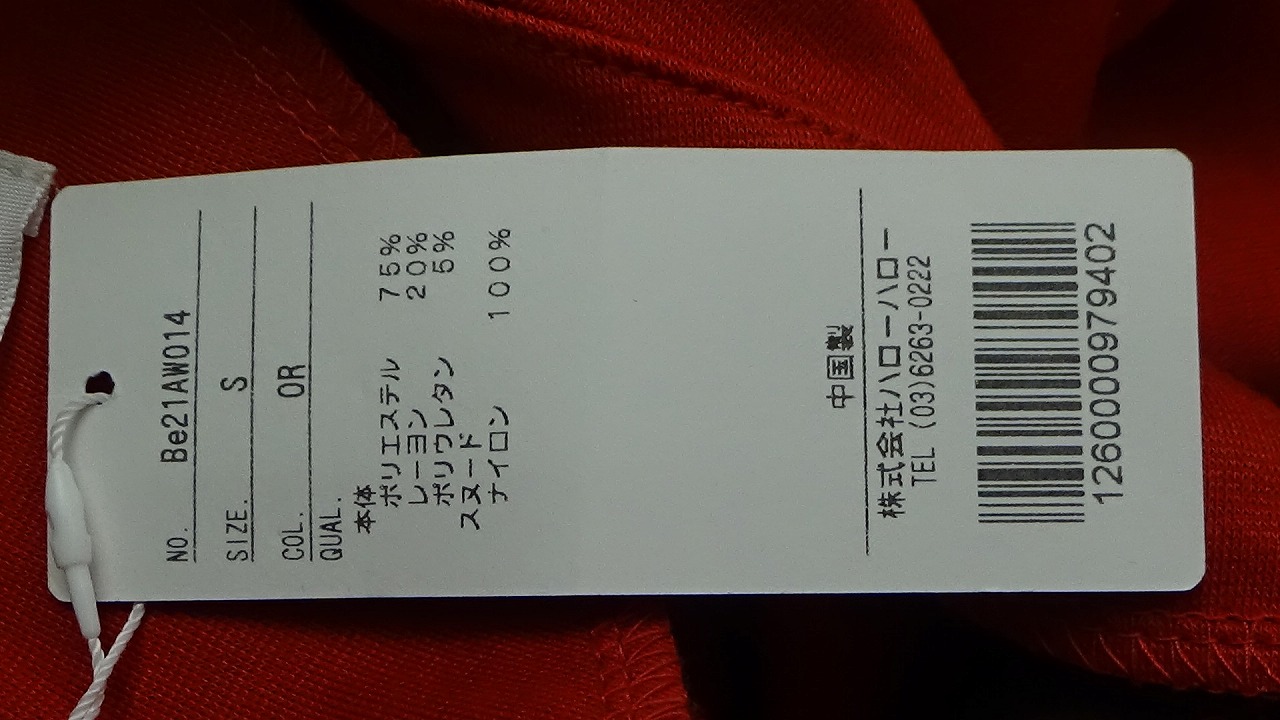 NO. Be21AW014
SIZE. S
COL. OR
QUAL.
本体
ポリエステル 75%
レーヨン 20%
ポリウレタン 5%
スヌード
ナイロン 100%
中国製
株式会社ハローハロー
TEL (03)6263-0222
1260000979402